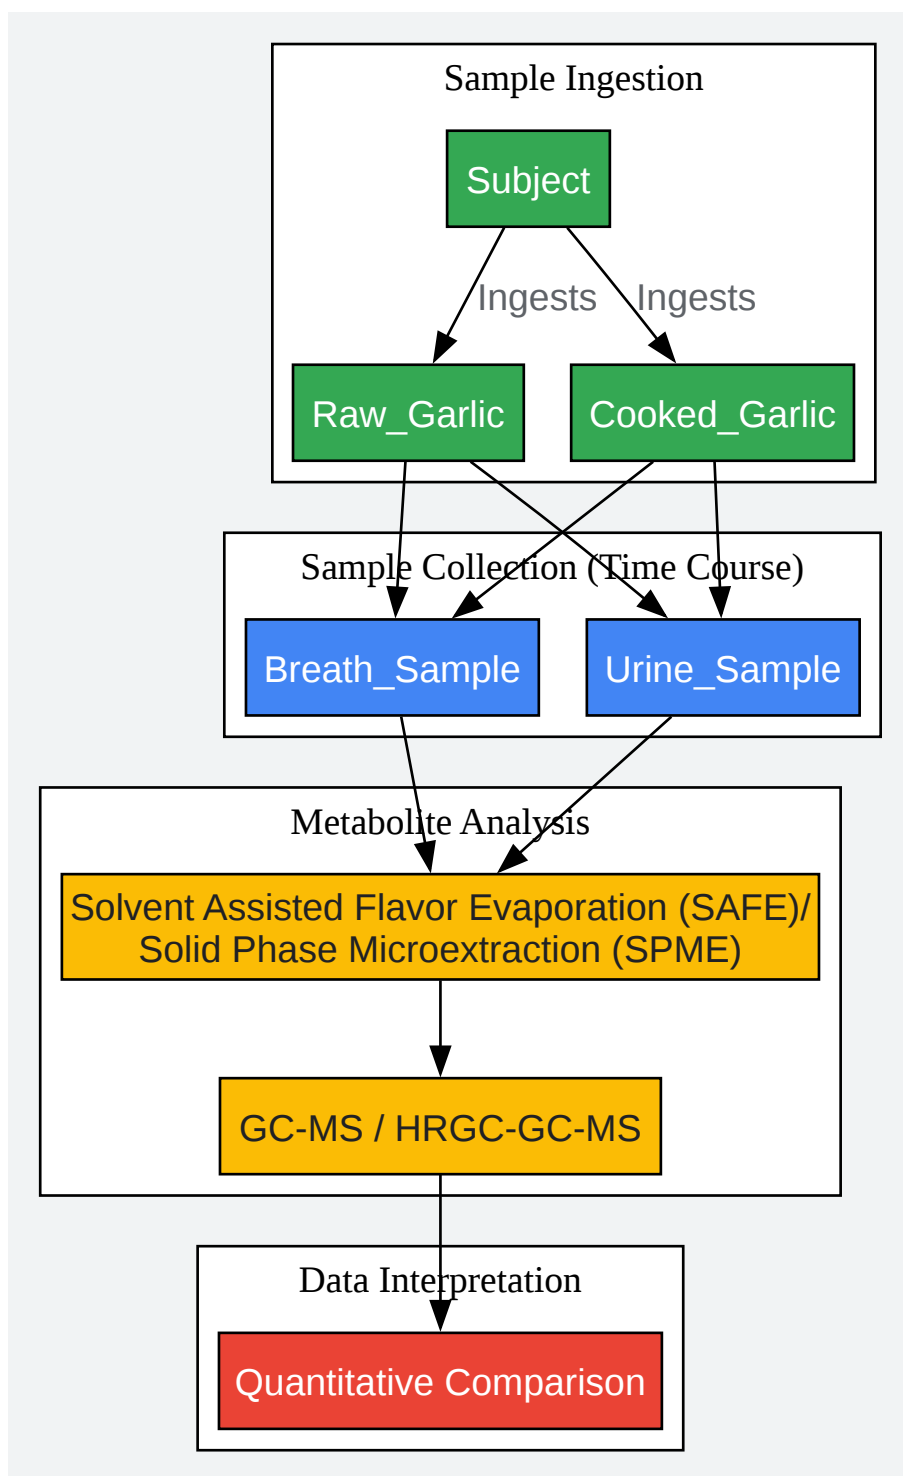 Sample Ingestion
Subject
Ingests
Ingests
Raw_Garlic
Cooked_Garlic
Sample Collection (Time Course)
Breath_Sample
Urine_Sample
Metabolite Analysis
Solvent Assisted Flavor Evaporation (SAFE)/
Solid Phase Microextraction (SPME)
GC-MS / HRGC-GC-MS
Data Interpretation
Quantitative Comparison